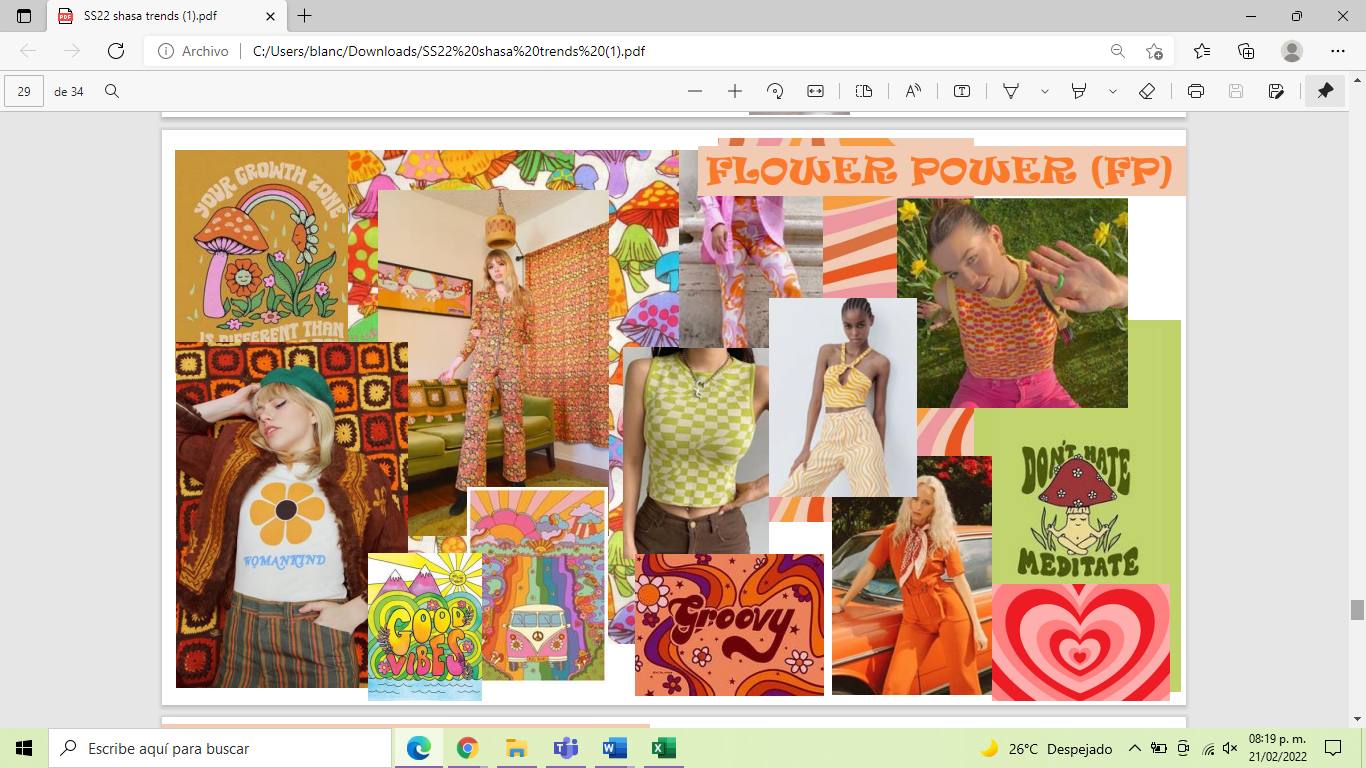 SS22 shasa trends (1).pdf
Archivo
C:/Users/blanc/Downloads/SS22%20shasa%20trends%20(1).pdf
29
de 34
FLOWER POWER (FP)
YOUR GROWTH ZONE
IS DIFFERENT THAN
WOMANKIND
GOOD
VIBES
Groovy
DON'T HATE
MEDITATE
Escribe aquí para buscar
26°C Despejado
08:19 p. m.
21/02/2022